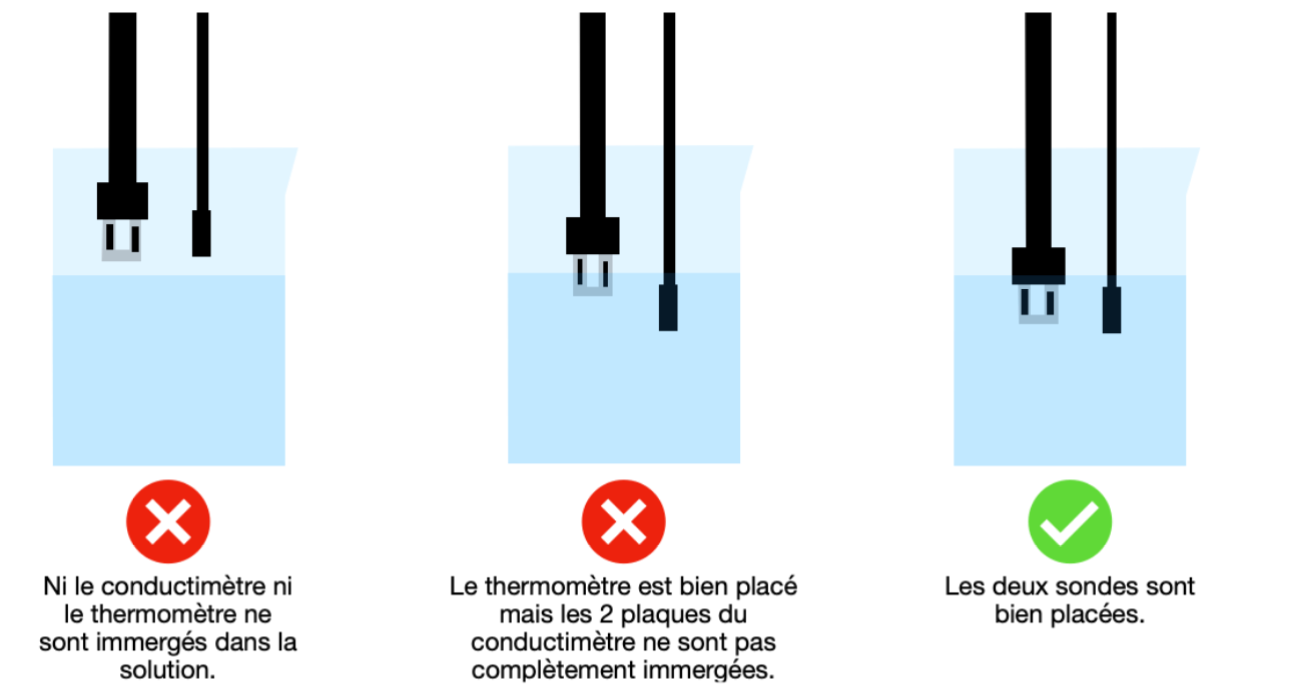 Ni le conductimètre ni
le thermomètre ne
sont immergés dans la
solution.
Le thermomètre est bien placé
mais les 2 plaques du
conductimètre ne sont pas
complètement immergées.
Les deux sondes sont
bien placées.